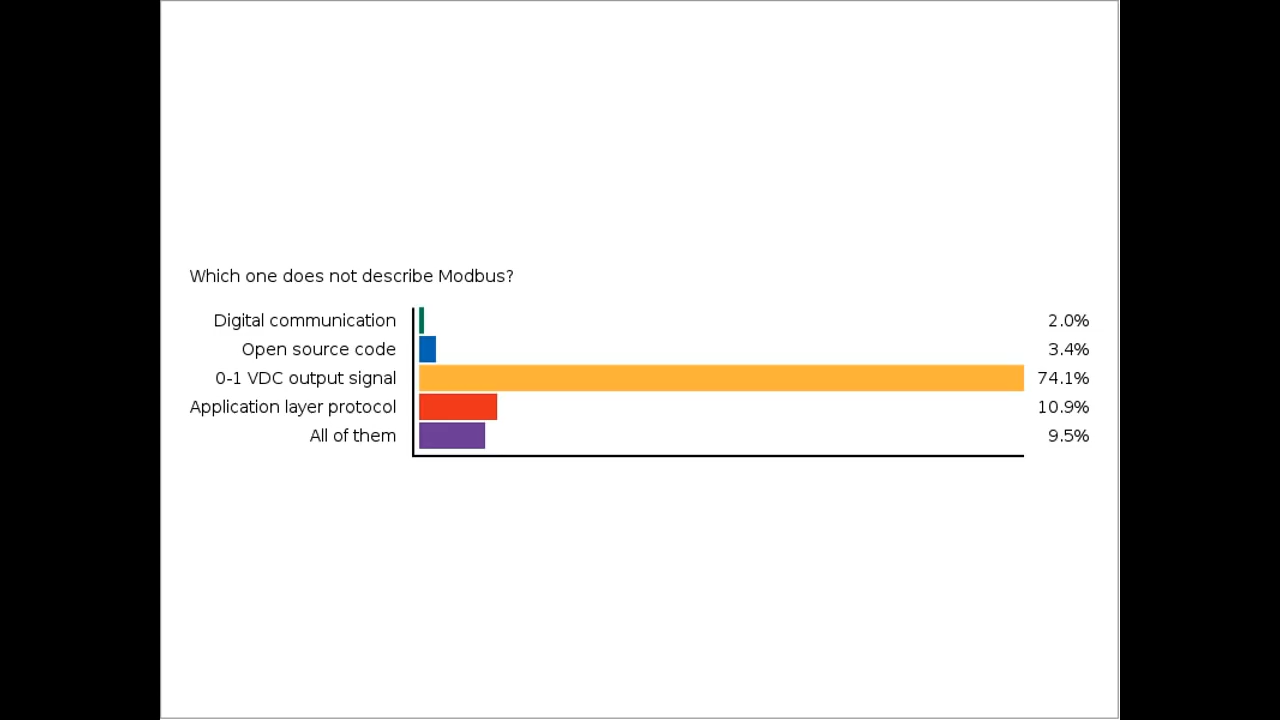 Which one does not describe Modbus?
Digital communication 2.0%
Open source code 3.4%
0-1 VDC output signal 74.1%
Application layer protocol 10.9%
All of them 9.5%